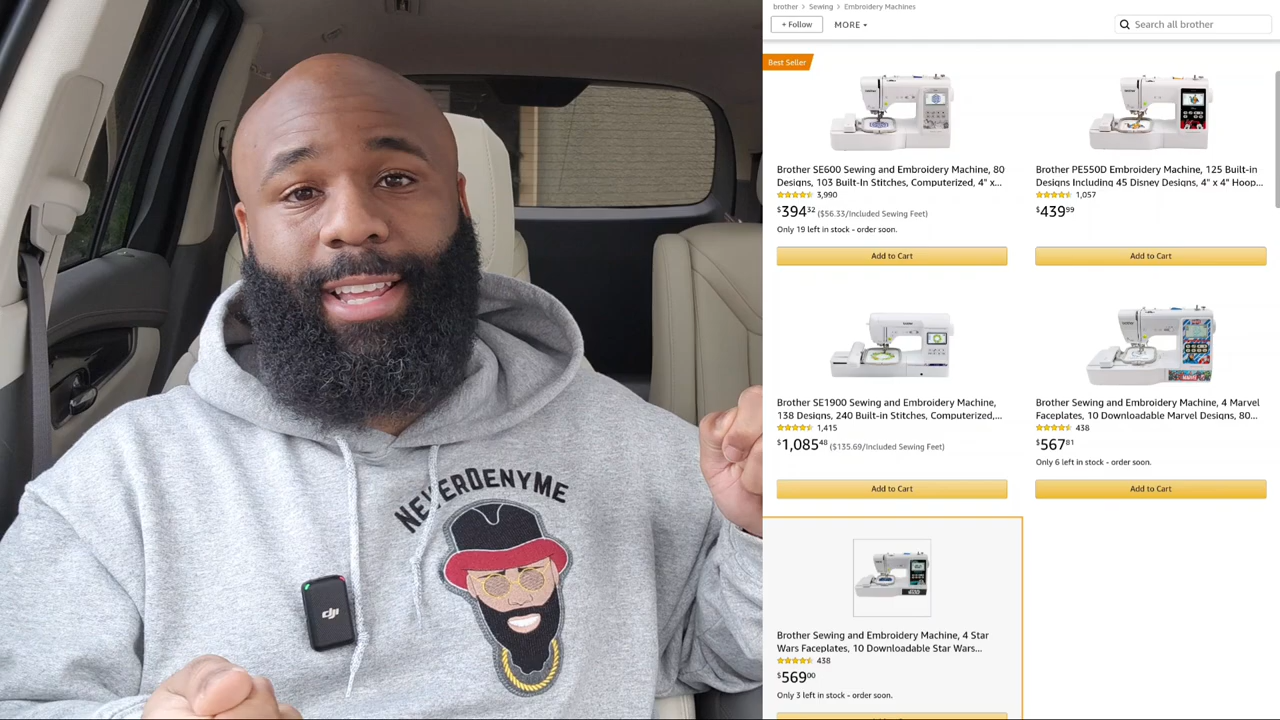 NEVERDENYME
dji
brother › Sewing › Embroidery Machines
+ Follow
MORE
Search all brother
Best Seller
Brother SE600 Sewing and Embroidery Machine, 80
Designs, 103 Built-In Stitches, Computerized, 4" x...
3,990
$394 32 ($56.33/Included Sewing Feet)
Only 19 left in stock - order soon.
Add to Cart
Brother PE550D Embroidery Machine, 125 Built-in
Designs Including 45 Disney Designs, 4" x 4" Hoop...
1,057
$439 99
Add to Cart
Brother SE1900 Sewing and Embroidery Machine,
138 Designs, 240 Built-in Stitches, Computerized,...
1,415
$1,085 48 ($135.69/Included Sewing Feet)
Add to Cart
MARVEL
Brother Sewing and Embroidery Machine, 4 Marvel
Faceplates, 10 Downloadable Marvel Designs, 80...
438
$567 81
Only 6 left in stock - order soon.
Add to Cart
Brother Sewing and Embroidery Machine, 4 Star
Wars Faceplates, 10 Downloadable Star Wars...
438
$569 00
Only 3 left in stock - order soon.